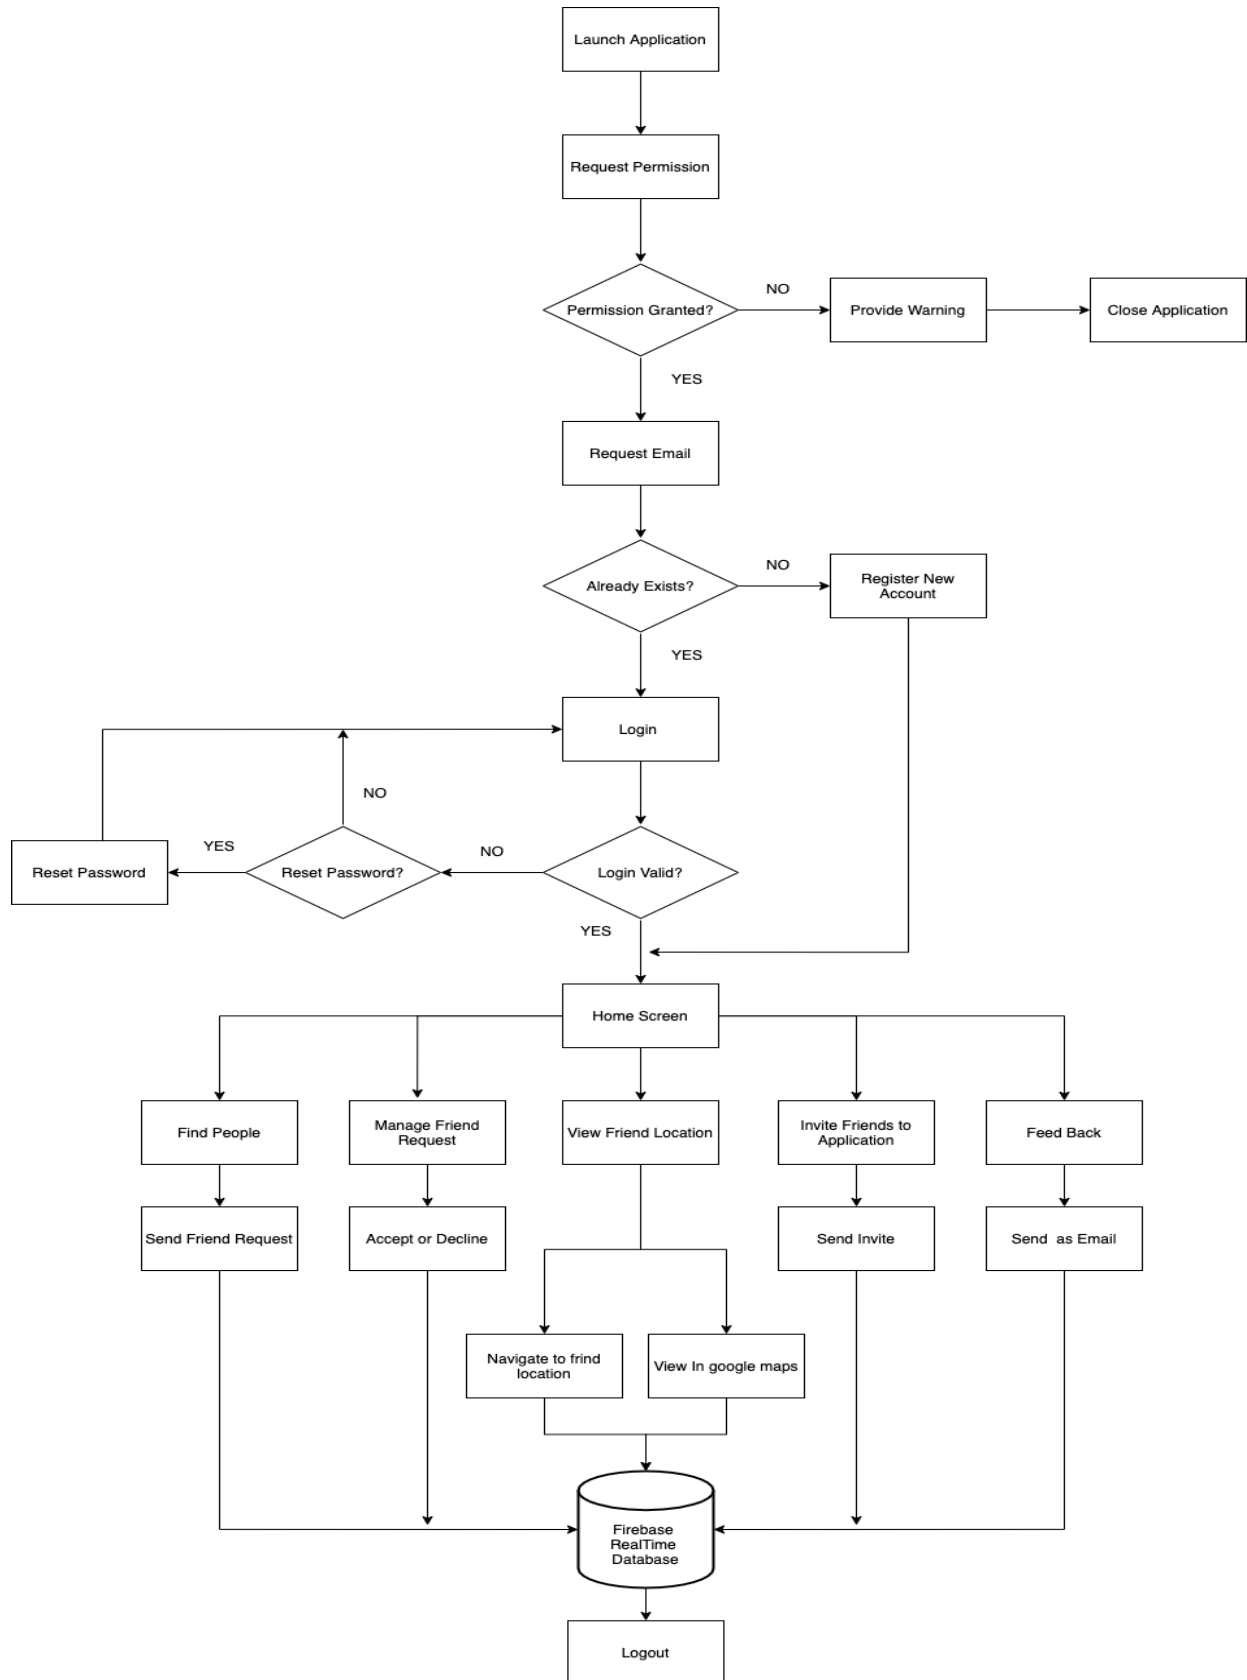 Launch Application
Request Permission
Permission Granted?
NO
Provide Warning
Close Application
YES
Request Email
Already Exists?
NO
Register New
Account
YES
Login
NO
Reset Password
YES
Reset Password?
NO
Login Valid?
YES
Home Screen
Find People
Manage Friend
Request
View Friend Location
Invite Friends to
Application
Feed Back
Send Friend Request
Accept or Decline
Send Invite
Send  as Email
Navigate to frind
location
View In google maps
Firebase
RealTime
Database
Logout